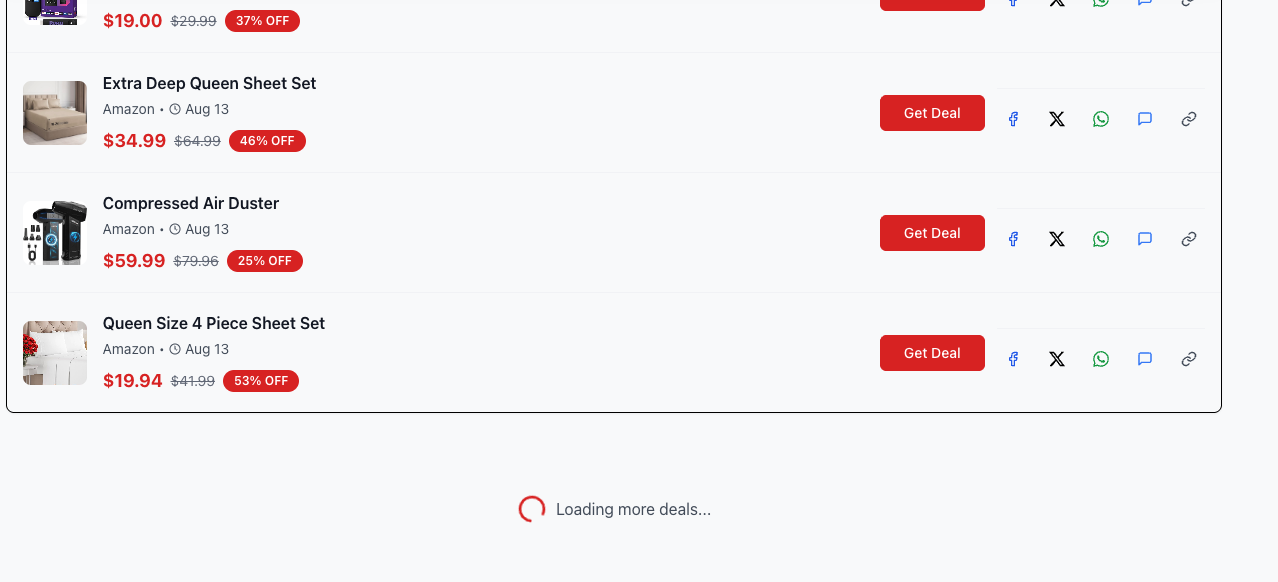 $19.00 $29.99 37% OFF
Extra Deep Queen Sheet Set
Amazon • Aug 13
$34.99 $64.99 46% OFF
Get Deal
Compressed Air Duster
Amazon • Aug 13
$59.99 $79.96 25% OFF
Get Deal
Queen Size 4 Piece Sheet Set
Amazon • Aug 13
$19.94 $41.99 53% OFF
Get Deal
Loading more deals...